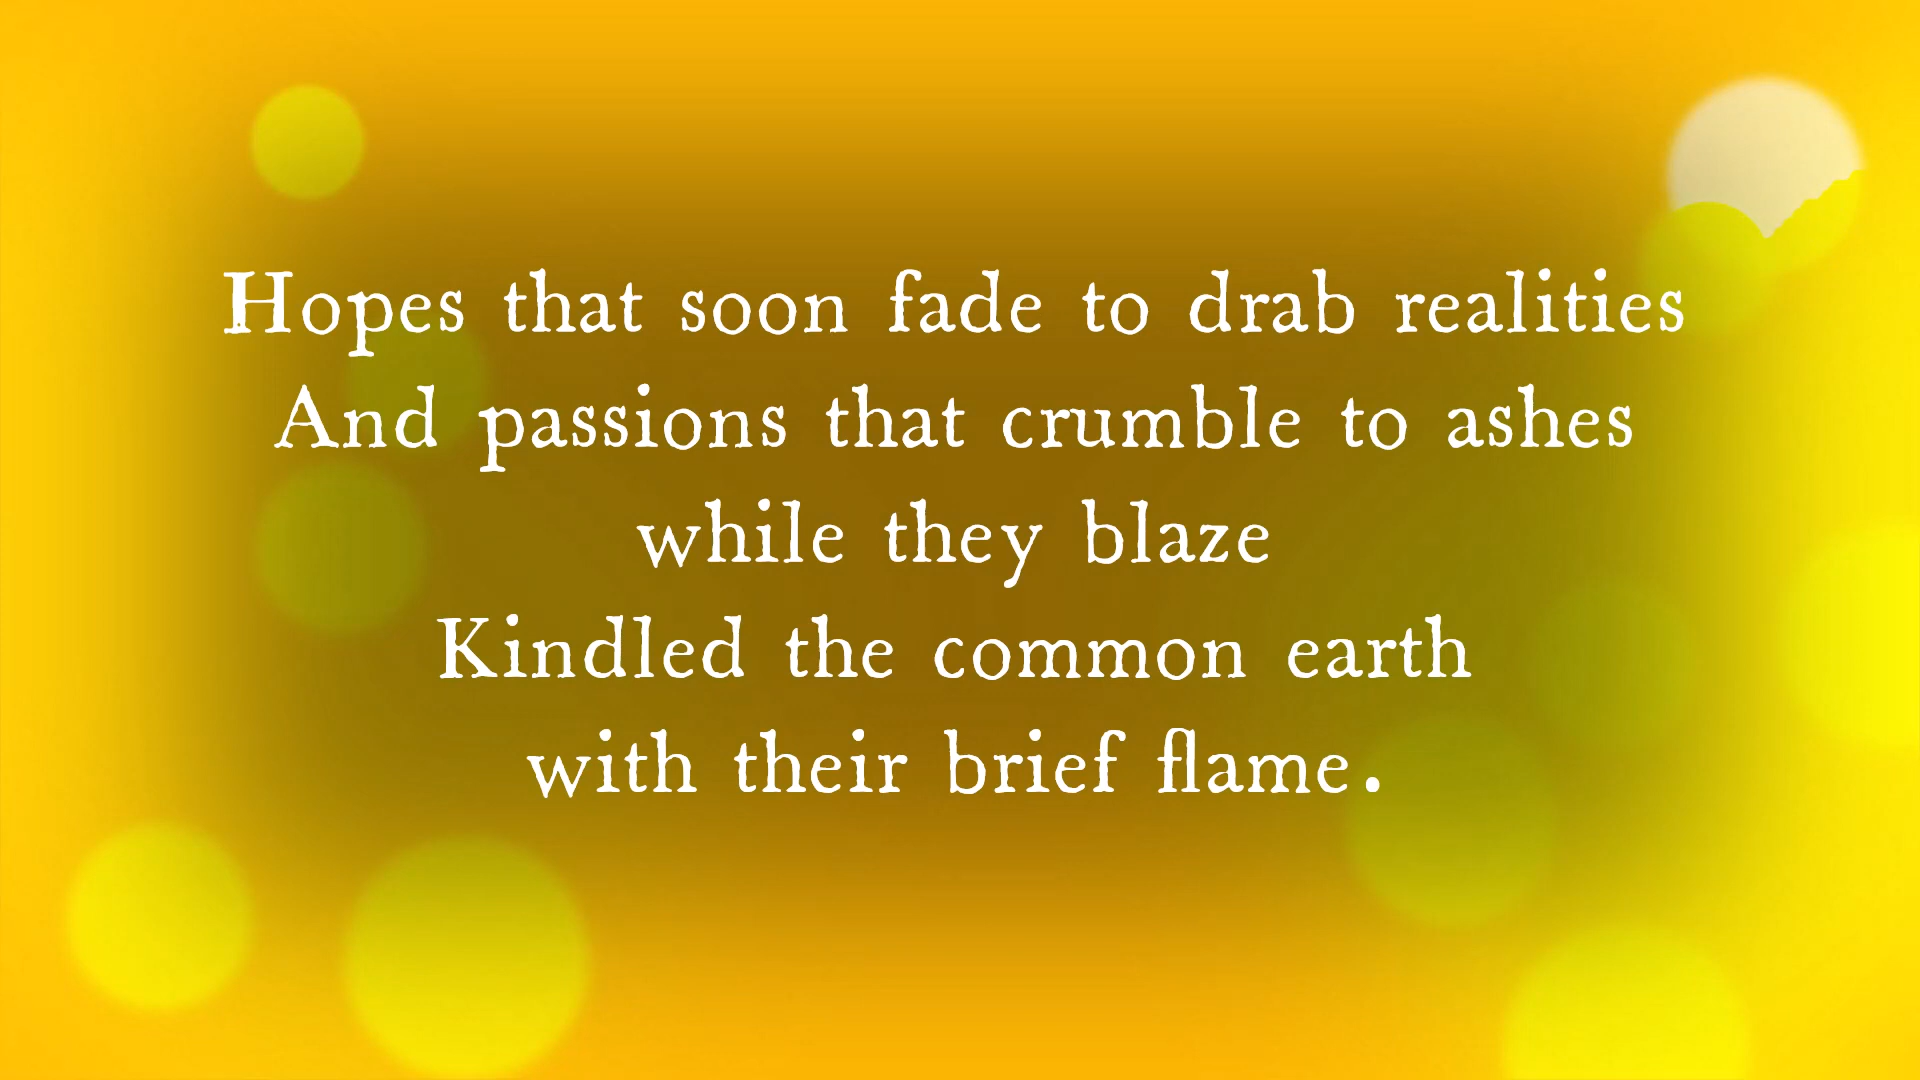 Hopes that soon fade to drab realities
And passions that crumble to ashes
while they blaze
Kindled the common earth
with their brief flame.